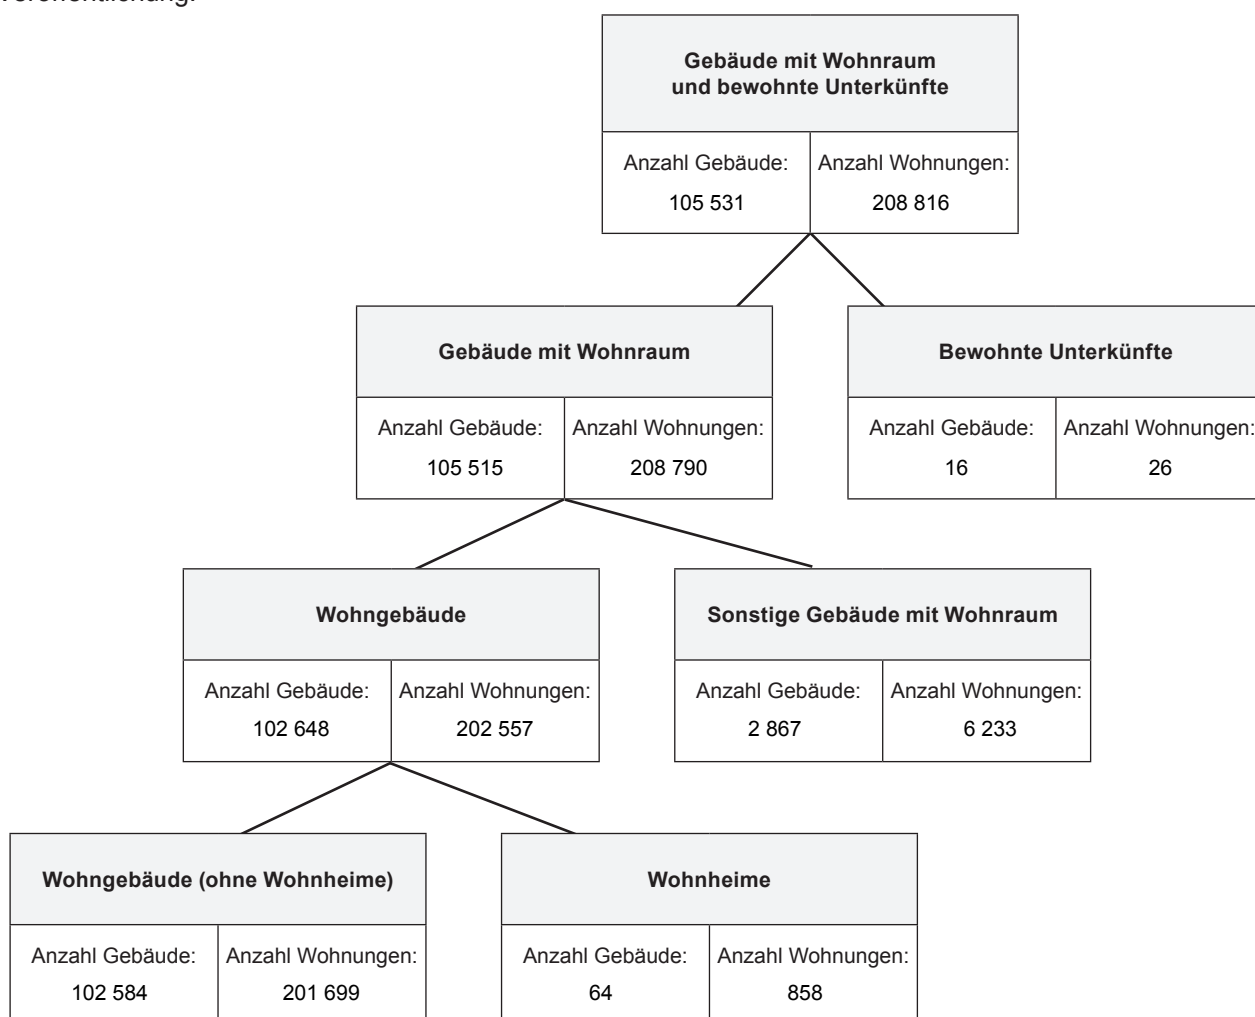 Veröffentlichung.
Gebäude mit Wohnraum
und bewohnte Unterkünfte
Anzahl Gebäude:
105 531
Anzahl Wohnungen:
208 816
Gebäude mit Wohnraum
Anzahl Gebäude:
105 515
Anzahl Wohnungen:
208 790
Bewohnte Unterkünfte
Anzahl Gebäude:
16
Anzahl Wohnungen:
26
Wohngebäude
Anzahl Gebäude:
102 648
Anzahl Wohnungen:
202 557
Sonstige Gebäude mit Wohnraum
Anzahl Gebäude:
2 867
Anzahl Wohnungen:
6 233
Wohngebäude (ohne Wohnheime)
Anzahl Gebäude:
102 584
Anzahl Wohnungen:
201 699
Wohnheime
Anzahl Gebäude:
64
Anzahl Wohnungen:
858